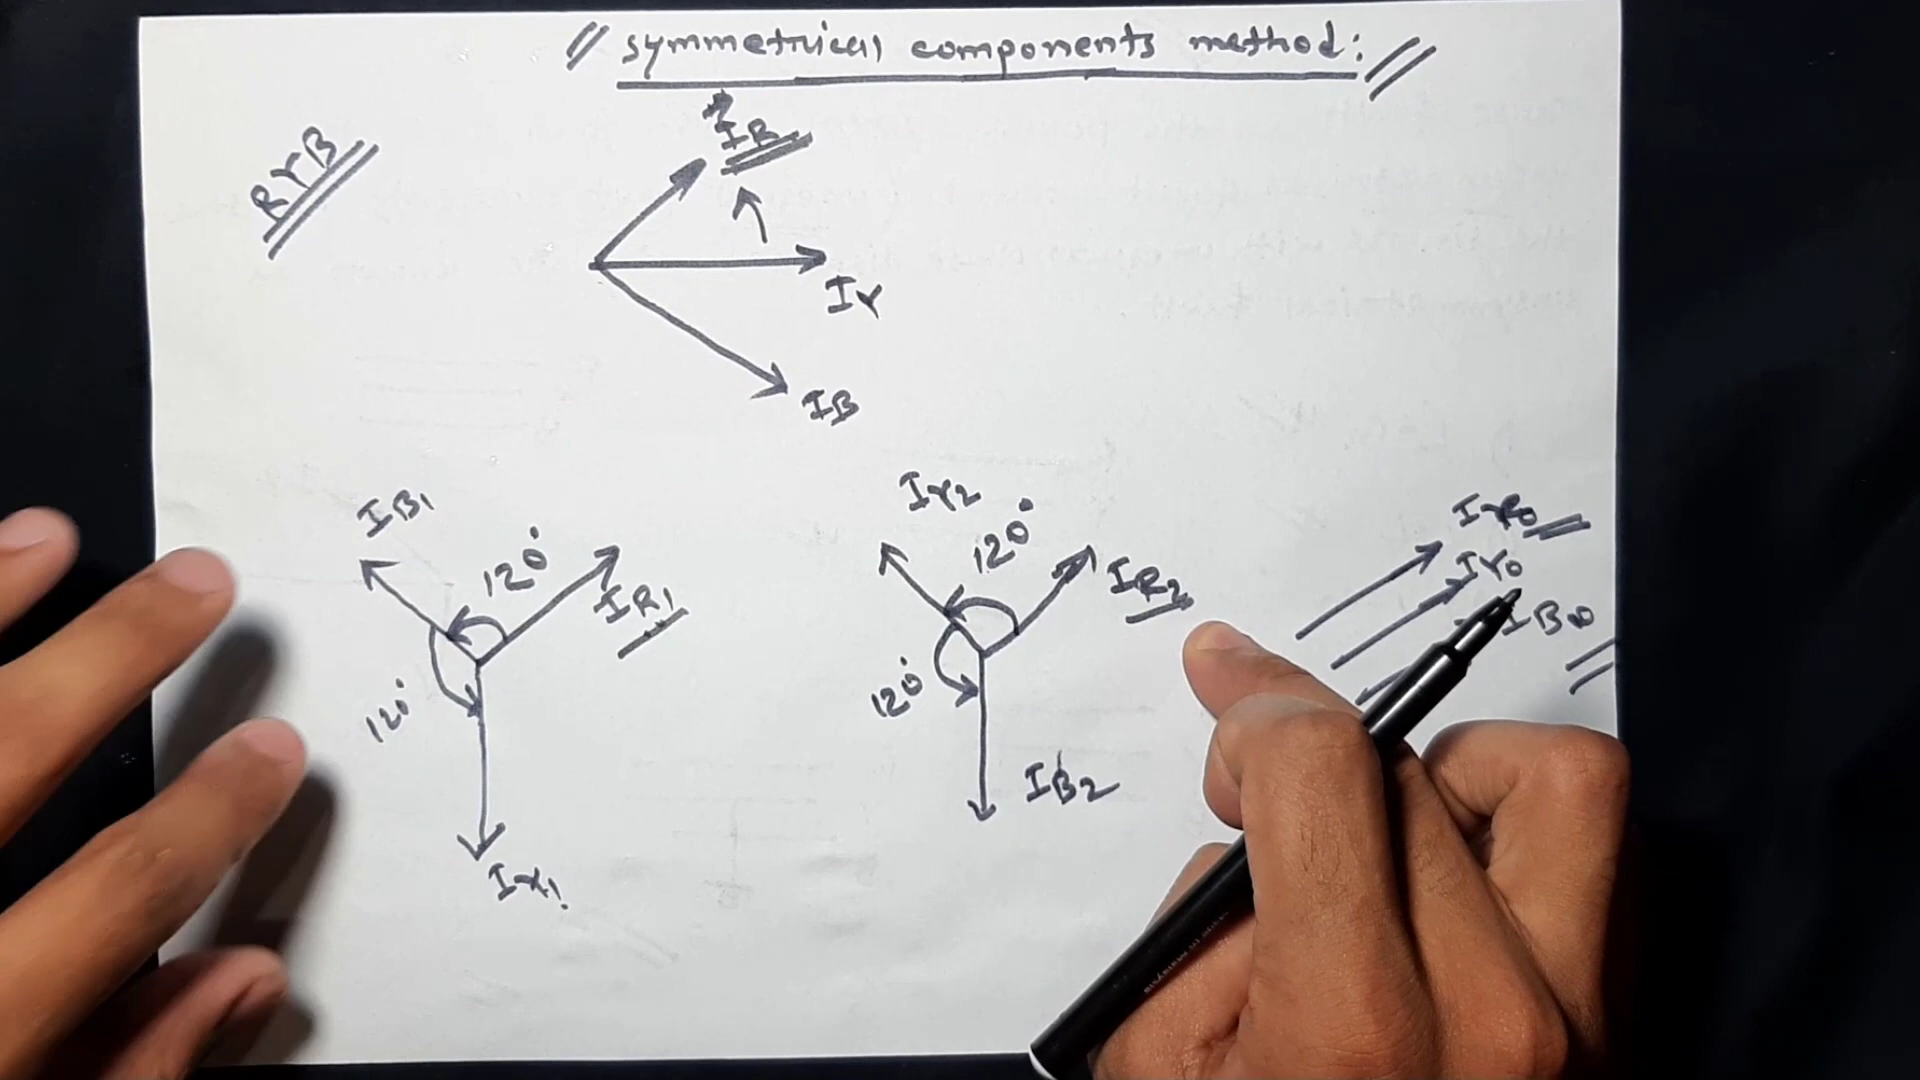 // symmetrical components method: //
RYB
IR
IY
IB
IB1
120°
IR1
120°
IY1
IY2
120°
IR2
120°
IB2
IR0
IY0
IB0